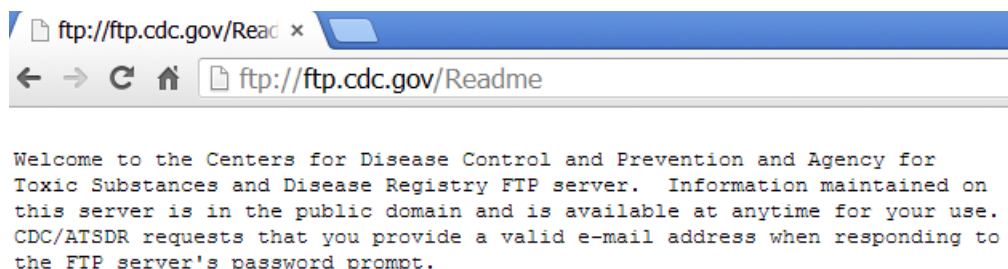 ftp://ftp.cdc.gov/Read
ftp://ftp.cdc.gov/Readme
Welcome to the Centers for Disease Control and Prevention and Agency for
Toxic Substances and Disease Registry FTP server.  Information maintained on
this server is in the public domain and is available at anytime for your use.
CDC/ATSDR requests that you provide a valid e-mail address when responding to
the FTP server's password prompt.